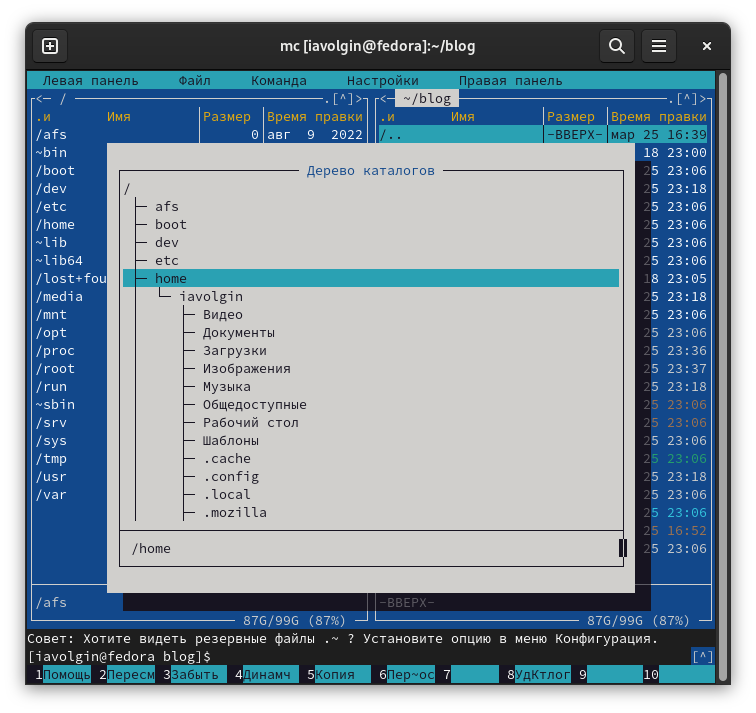 mc [iavolgin@fedora]:~/blog
Левая панель Файл Команда Настройки Правая панель
<─ / .[^]> <─ ~/blog .[^]>
.и Имя Размер Время правки .и Имя Размер Время правки
/afs 0 авг 9 2022 /.. -ВВЕРХ- мар 25 16:39
~bin 18 23:00
/boot Дерево каталогов 25 23:06
/dev / 25 23:18
/etc afs 25 23:06
/home boot 25 23:06
~lib dev 25 23:06
~lib64 etc 25 23:06
/lost+fou home 18 23:05
/media iavolgin 25 23:18
/mnt Видео 25 23:06
/opt Документы 25 23:06
/proc Загрузки 25 23:36
/root Изображения 25 23:37
/run Музыка 25 23:18
~sbin Общедоступные 25 23:06
/srv Рабочий стол 25 23:06
/sys Шаблоны 25 23:06
/tmp .cache 25 23:06
/usr .config 25 23:18
/var .local 25 23:06
.mozilla 25 23:06
25 16:52
/home 25 23:06
/afs -ВВЕРХ-
87G/99G (87%) 87G/99G (87%)
Совет: Хотите видеть резервные файлы .~ ? Установите опцию в меню Конфигурация.
[iavolgin@fedora blog]$ [^]
1Помощь 2Пересм 3Забыть 4Динамч 5Копия 6Пер~ос 7 8УдКтлог 9 10